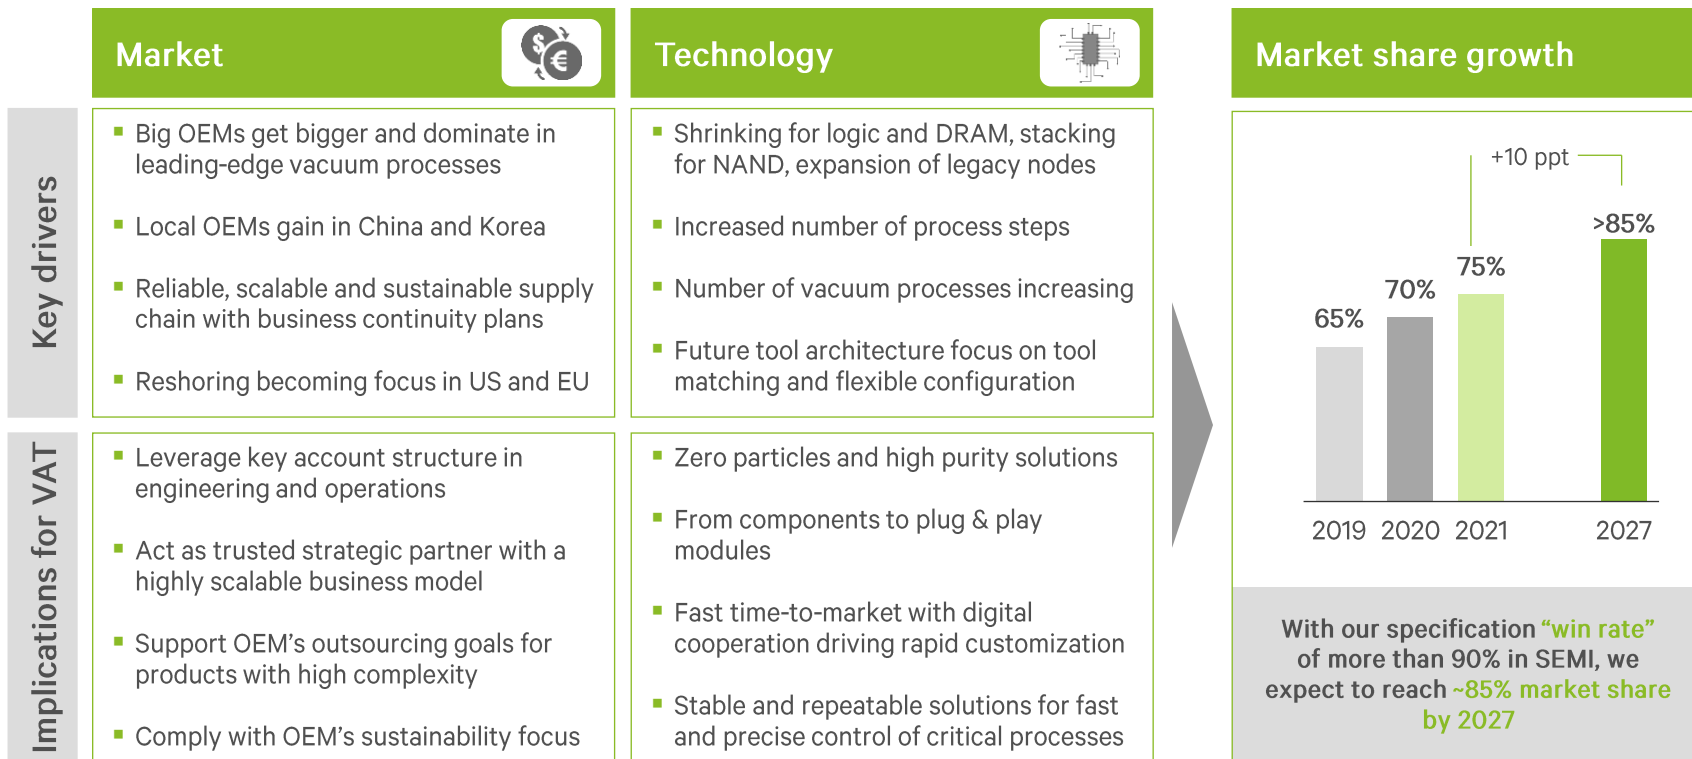 Market
Technology
Market share growth
Key drivers
Big OEMs get bigger and dominate in
leading-edge vacuum processes
Local OEMs gain in China and Korea
Reliable, scalable and sustainable supply
chain with business continuity plans
Reshoring becoming focus in US and EU
Shrinking for logic and DRAM, stacking
for NAND, expansion of legacy nodes
Increased number of process steps
Number of vacuum processes increasing
Future tool architecture focus on tool
matching and flexible configuration
Implications for VAT
Leverage key account structure in
engineering and operations
Act as trusted strategic partner with a
highly scalable business model
Support OEM’s outsourcing goals for
products with high complexity
Comply with OEM’s sustainability focus
Zero particles and high purity solutions
From components to plug & play
modules
Fast time-to-market with digital
cooperation driving rapid customization
Stable and repeatable solutions for fast
and precise control of critical processes
+10 ppt
>85%
75%
70%
65%
2019 2020 2021 2027
With our specification “win rate”
of more than 90% in SEMI, we
expect to reach ~85% market share
by 2027